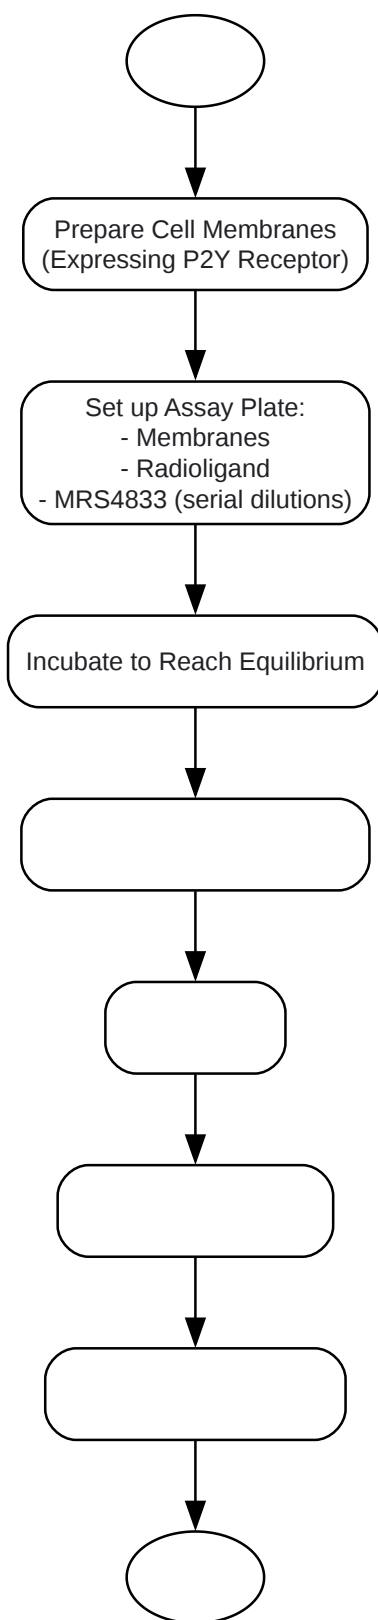 Prepare Cell Membranes
(Expressing P2Y Receptor)
Set up Assay Plate:
- Membranes
- Radioligand
- MRS4833 (serial dilutions)
Incubate to Reach Equilibrium